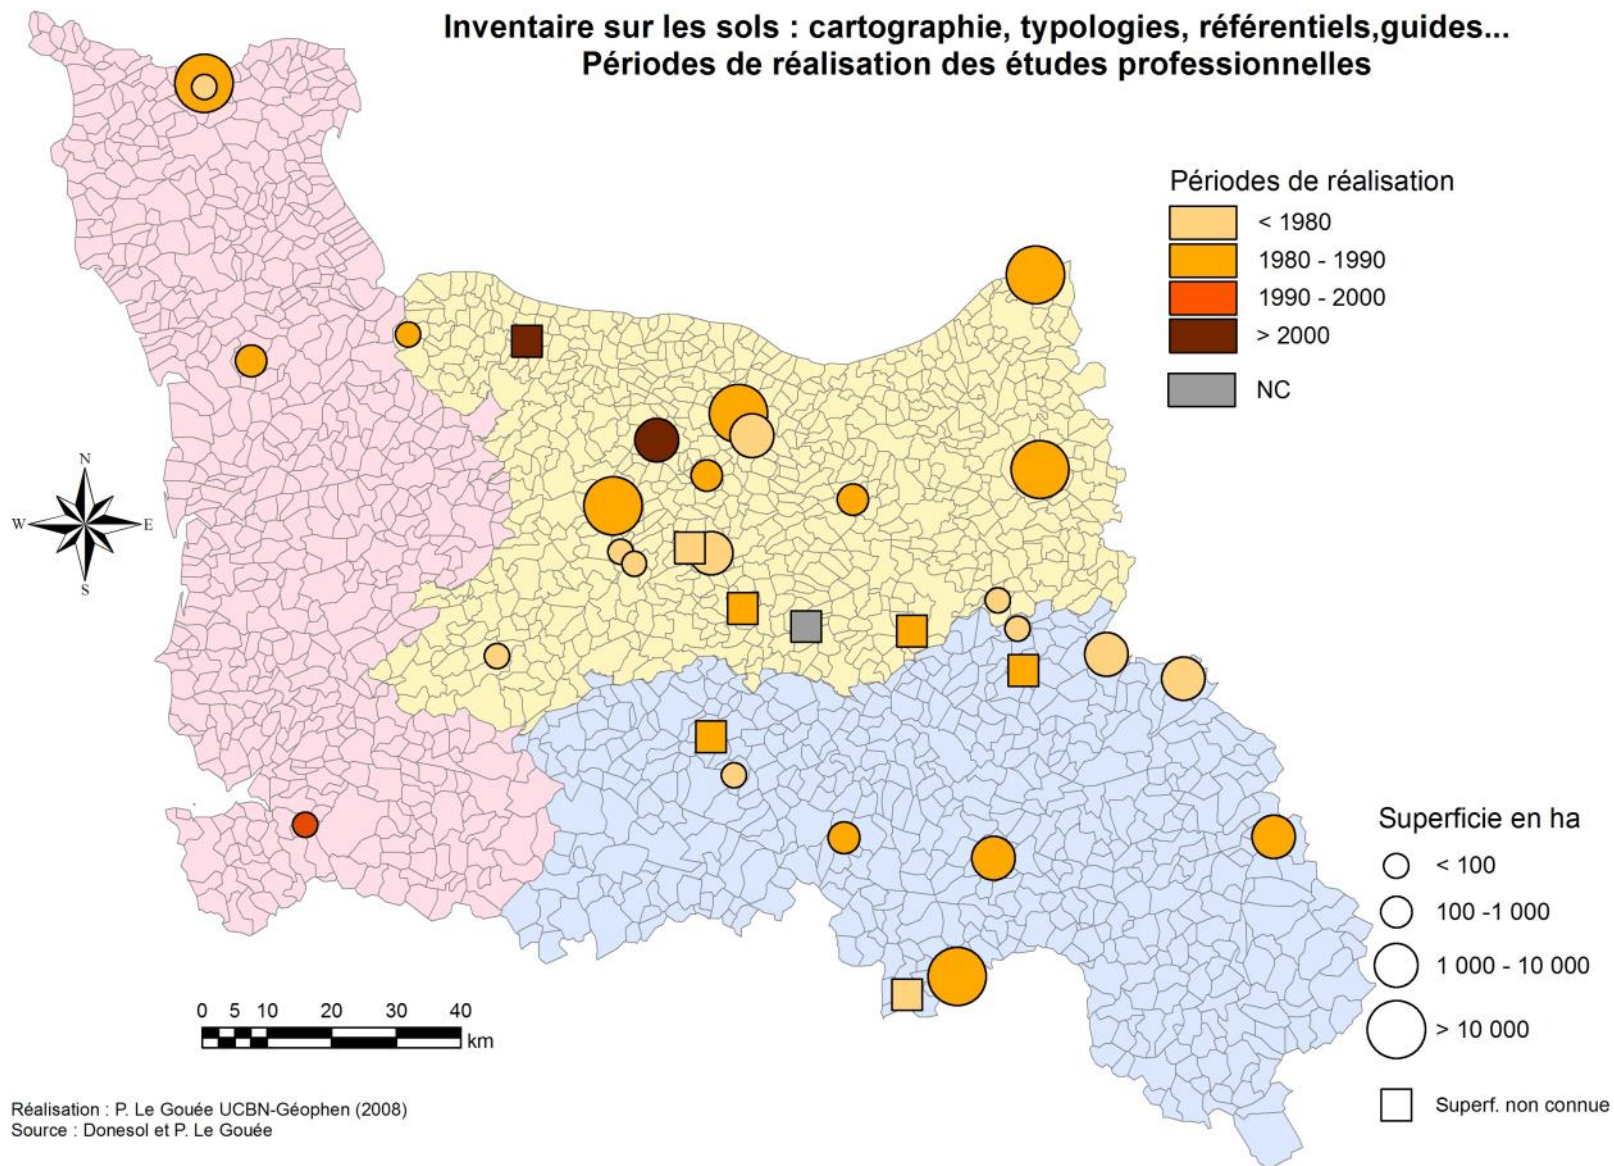 Inventaire sur les sols : cartographie, typologies, référentiels,guides...
Périodes de réalisation des études professionnelles
Périodes de réalisation
< 1980
1980 - 1990
1990 - 2000
> 2000
NC
N
W
E
S
Superficie en ha
< 100
100 -1 000
1 000 - 10 000
> 10 000
Superf. non connue
0 5 10 20 30 40
km
Réalisation : P. Le Gouée UCBN-Géophen (2008)
Source : Donesol et P. Le Gouée